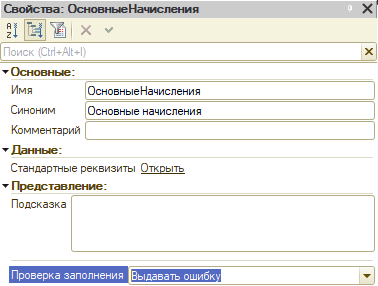 Свойства: ОсновныеНачисления
Поиск (Ctrl+Alt+I)
Основные:
Имя ОсновныеНачисления
Синоним Основные начисления
Комментарий
Данные:
Стандартные реквизиты Открыть
Представление:
Подсказка
Проверка заполнения Выдавать ошибку